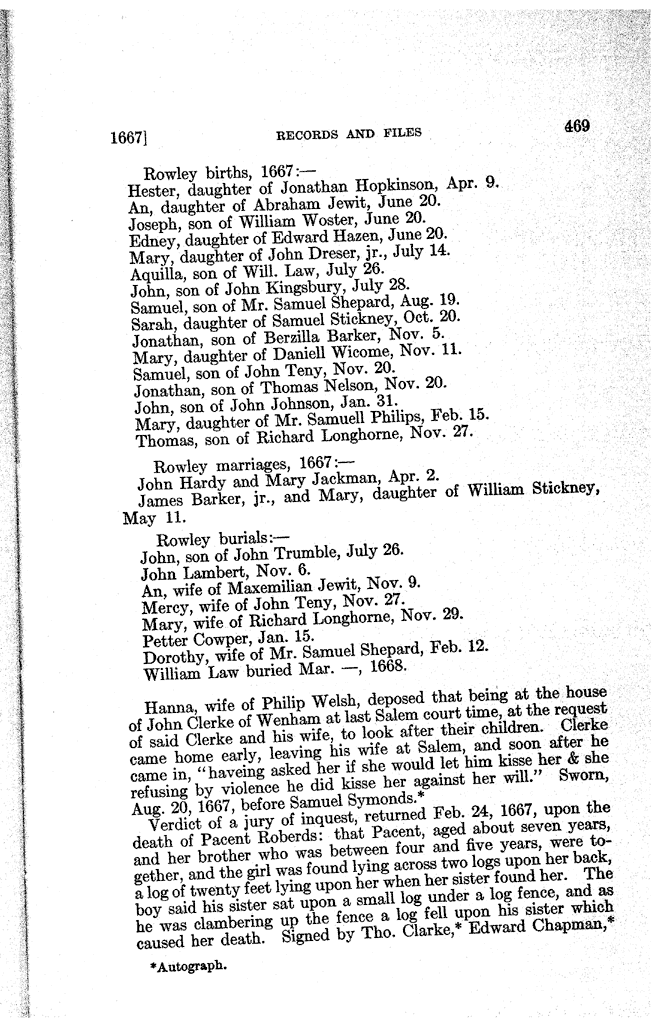 1667] RECORDS AND FILES 469
Rowley births, 1667:—
Hester, daughter of Jonathan Hopkinson, Apr. 9.
An, daughter of Abraham Jewit, June 20.
Joseph, son of William Woster, June 20.
Edney, daughter of Edward Hazen, June 20.
Mary, daughter of John Dreser, jr., July 14.
Aquilla, son of Will. Law, July 26.
John, son of John Kingsbury, July 28.
Samuel, son of Mr. Samuel Shepard, Aug. 19.
Sarah, daughter of Samuel Stickney, Oct. 20.
Jonathan, son of Berzilla Barker, Nov. 5.
Mary, daughter of Daniell Wicome, Nov. 11.
Samuel, son of John Teny, Nov. 20.
Jonathan, son of Thomas Nelson, Nov. 20.
John, son of John Johnson, Jan. 31.
Mary, daughter of Mr. Samuell Philips, Feb. 15.
Thomas, son of Richard Longhorne, Nov. 27.
Rowley marriages, 1667:—
John Hardy and Mary Jackman, Apr. 2.
James Barker, jr., and Mary, daughter of William Stickney,
May 11.
Rowley burials:—
John, son of John Trumble, July 26.
John Lambert, Nov. 6.
An, wife of Maxemilian Jewit, Nov. 9.
Mercy, wife of John Teny, Nov. 27.
Mary, wife of Richard Longhorne, Nov. 29.
Petter Cowper, Jan. 15.
Dorothy, wife of Mr. Samuel Shepard, Feb. 12.
William Law buried Mar. —, 1668.
Hanna, wife of Philip Welsh, deposed that being at the house
of John Clerke of Wenham at last Salem court time, at the request
of said Clerke and his wife, to look after their children. Clerke
came home early, leaving his wife at Salem, and soon after he
came in, "haveing asked her if she would let him kisse her & she
refusing by violence he did kisse her against her will." Sworn,
Aug. 20, 1667, before Samuel Symonds.*
Verdict of a jury of inquest, returned Feb. 24, 1667, upon the
death of Pacent Roberds: that Pacent, aged about seven years,
and her brother who was between four and five years, were to-
gether, and the girl was found lying across two logs upon her back,
a log of twenty feet lying upon her when her sister found her. The
boy said his sister sat upon a small log under a log fence, and as
he was clambering up the fence a log fell upon his sister which
caused her death. Signed by Tho. Clarke,* Edward Chapman,*
*Autograph.